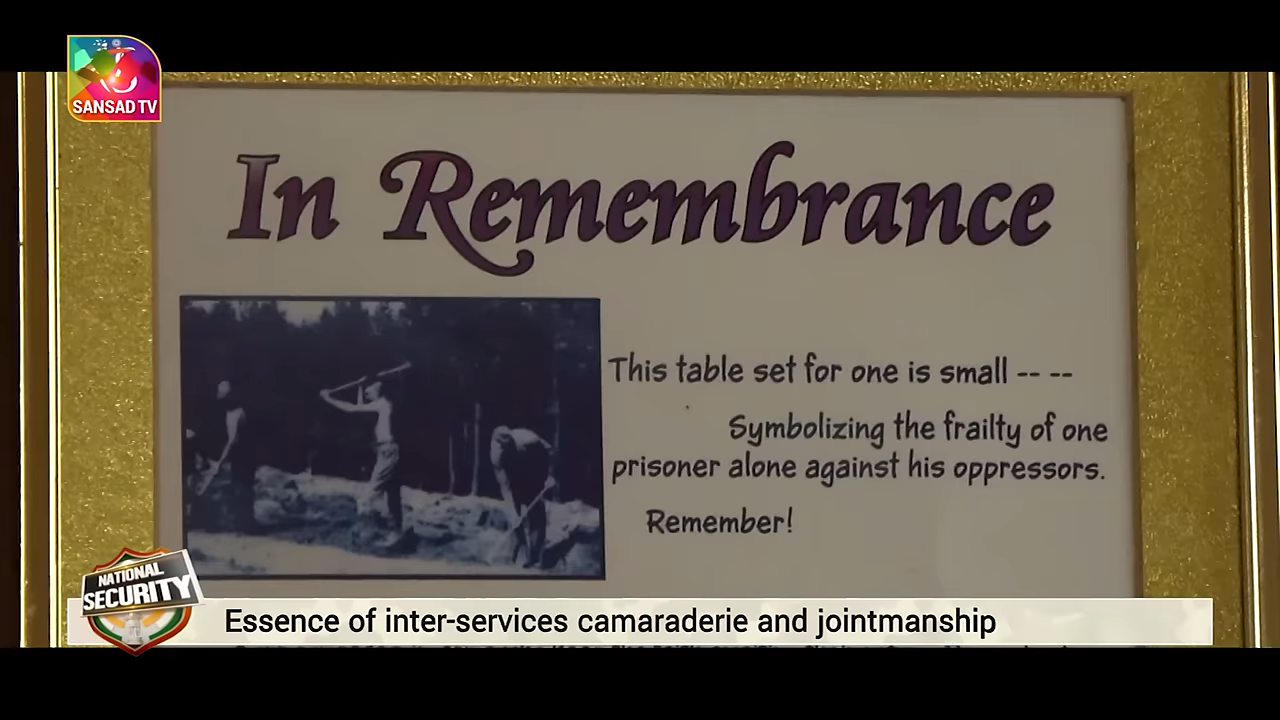 SANSAD TV
In Remembrance
This table set for one is small -- --
Symbolizing the frailty of one
prisoner alone against his oppressors.
Remember!
NATIONAL
SECURITY
Essence of inter-services camaraderie and jointmanship